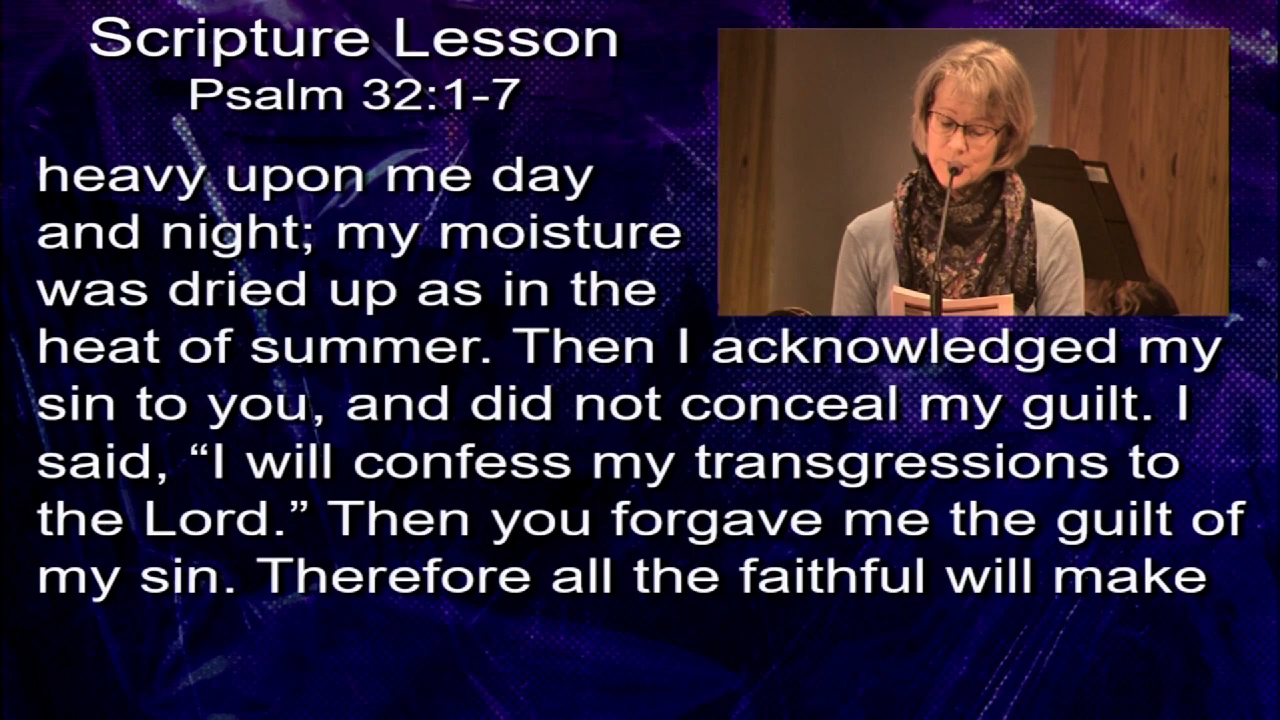 Scripture Lesson
Psalm 32:1-7
heavy upon me day
and night; my moisture
was dried up as in the
heat of summer. Then I acknowledged my
sin to you, and did not conceal my guilt. I
said, “I will confess my transgressions to
the Lord.” Then you forgave me the guilt of
my sin. Therefore all the faithful will make